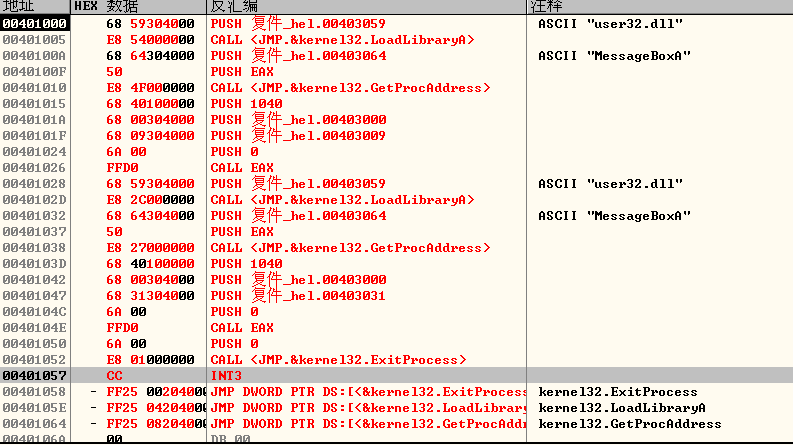 地址 HEX 数据 反汇编 注释
00401000 68 59304000 PUSH 复件_hel.00403059 ASCII "user32.dll"
00401005 E8 54000000 CALL <JMP.&kernel32.LoadLibraryA>
0040100A 68 64304000 PUSH 复件_hel.00403064 ASCII "MessageBoxA"
0040100F 50 PUSH EAX
00401010 E8 4F000000 CALL <JMP.&kernel32.GetProcAddress>
00401015 68 40100000 PUSH 1040
0040101A 68 00304000 PUSH 复件_hel.00403000
0040101F 68 09304000 PUSH 复件_hel.00403009
00401024 6A 00 PUSH 0
00401026 FFD0 CALL EAX
00401028 68 59304000 PUSH 复件_hel.00403059 ASCII "user32.dll"
0040102D E8 2C000000 CALL <JMP.&kernel32.LoadLibraryA>
00401032 68 64304000 PUSH 复件_hel.00403064 ASCII "MessageBoxA"
00401037 50 PUSH EAX
00401038 E8 27000000 CALL <JMP.&kernel32.GetProcAddress>
0040103D 68 40100000 PUSH 1040
00401042 68 00304000 PUSH 复件_hel.00403000
00401047 68 31304000 PUSH 复件_hel.00403031
0040104C 6A 00 PUSH 0
0040104E FFD0 CALL EAX
00401050 6A 00 PUSH 0
00401052 E8 01000000 CALL <JMP.&kernel32.ExitProcess>
00401057 CC INT3
00401058 - FF25 00204000 JMP DWORD PTR DS:[<&kernel32.ExitProcess kernel32.ExitProcess
0040105E - FF25 04204000 JMP DWORD PTR DS:[<&kernel32.LoadLibrary kernel32.LoadLibraryA
00401064 - FF25 08204000 JMP DWORD PTR DS:[<&kernel32.GetProcAddr kernel32.GetProcAddress
0040106A 00 DB 00